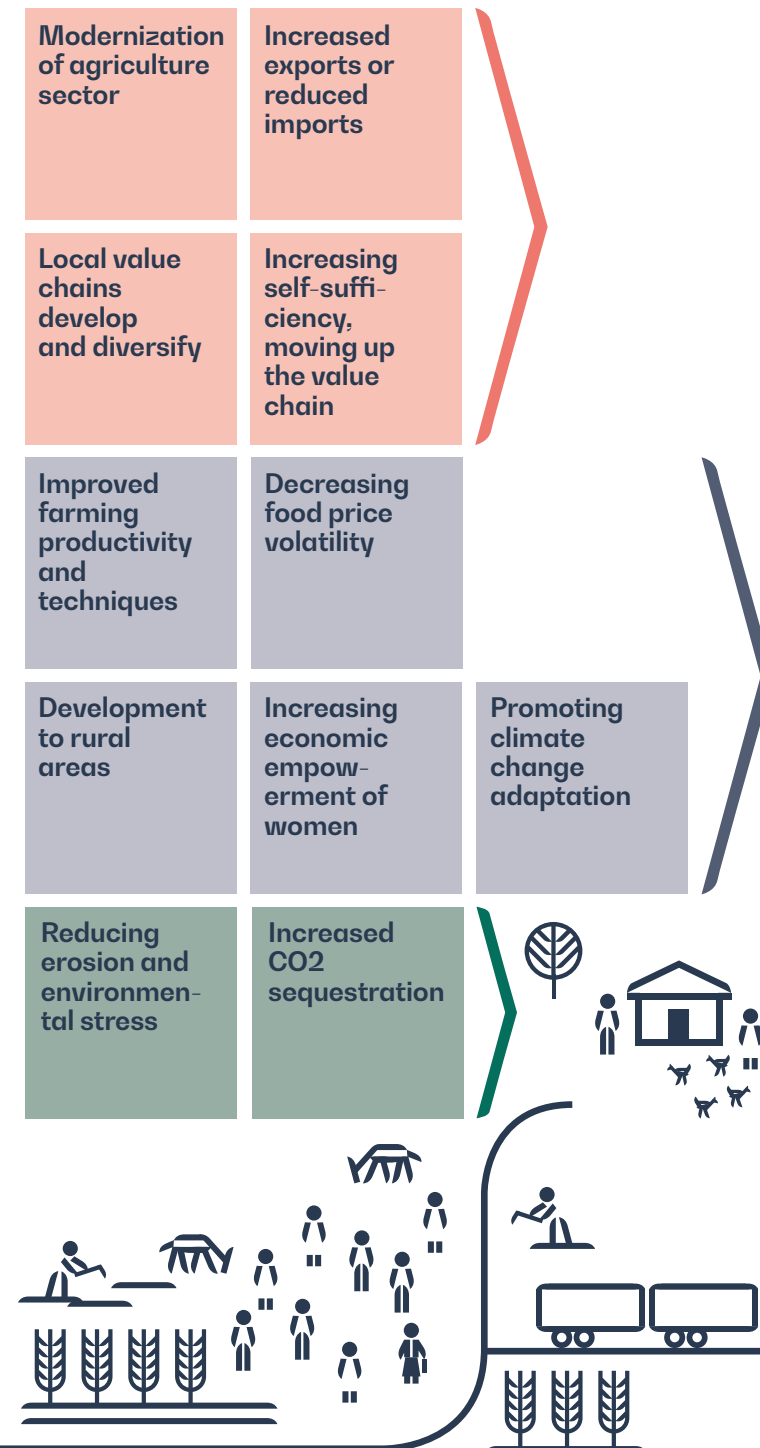 Modernization
of agriculture
sector
Increased
exports or
reduced
imports
Local value
chains
develop
and diversify
Increasing
self-suffi-
ciency,
moving up
the value
chain
Improved
farming
productivity
and
techniques
Decreasing
food price
volatility
Development
to rural
areas
Increasing
economic
empow-
erment of
women
Promoting
climate
change
adaptation
Reducing
erosion and
environmen-
tal stress
Increased
CO2
sequestration